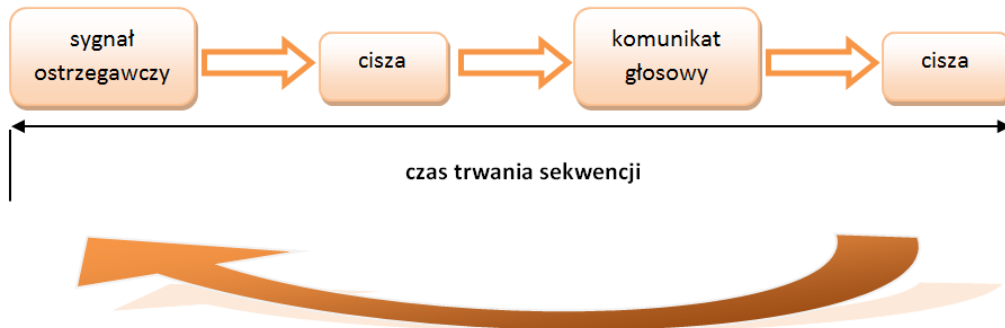 sygnał
ostrzegawczy
cisza
komunikat
głosowy
cisza
czas trwania sekwencji